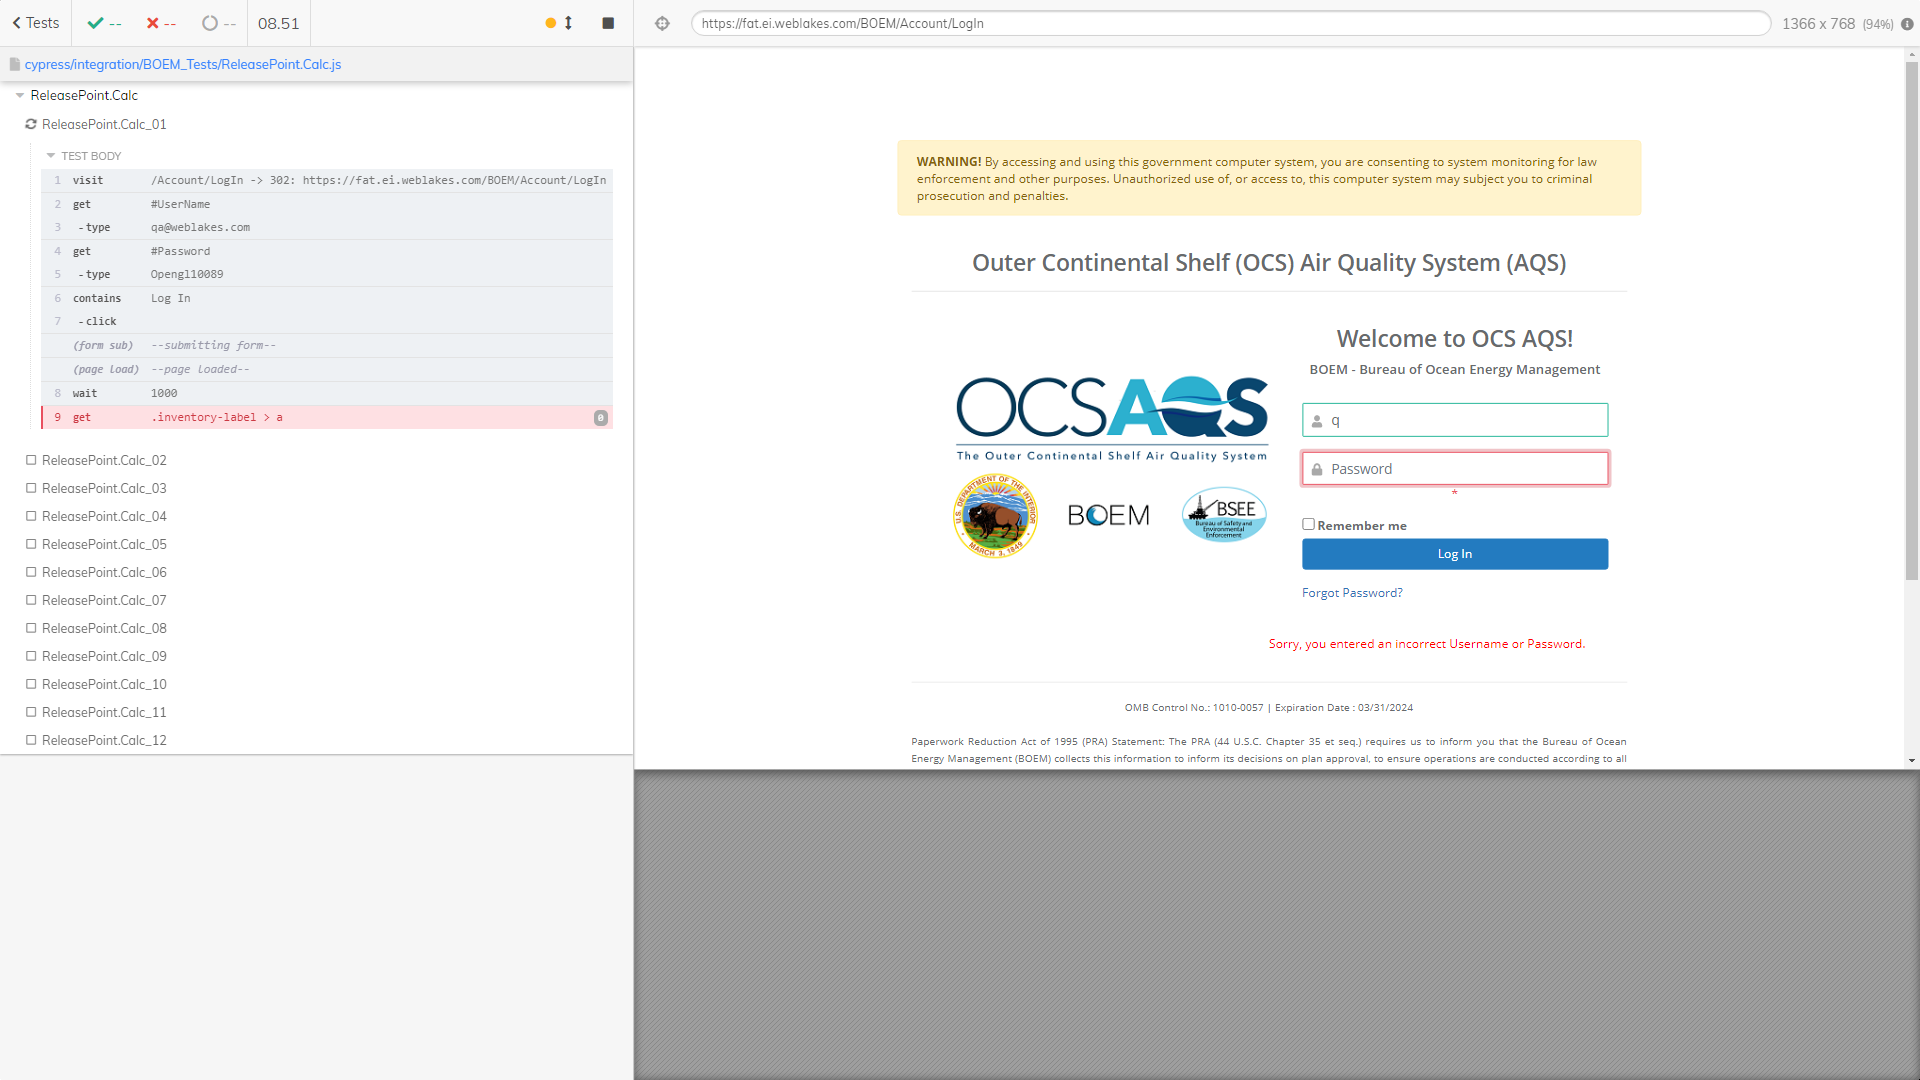 Tests
--
--
--
08.51
https://fat.ei.weblakes.com/BOEM/Account/LogIn
1366 x 768 (94%)
cypress/integration/BOEM_Tests/ReleasePoint.Calc.js
ReleasePoint.Calc
ReleasePoint.Calc_01
TEST BODY
1 visit /Account/LogIn -> 302: https://fat.ei.weblakes.com/BOEM/Account/LogIn
2 get #UserName
3 -type qa@weblakes.com
4 get #Password
5 -type Opengl10089
6 contains Log In
7 -click
(form sub) --submitting form--
(page load) --page loaded--
8 wait 1000
9 get .inventory-label > a 0
ReleasePoint.Calc_02
ReleasePoint.Calc_03
ReleasePoint.Calc_04
ReleasePoint.Calc_05
ReleasePoint.Calc_06
ReleasePoint.Calc_07
ReleasePoint.Calc_08
ReleasePoint.Calc_09
ReleasePoint.Calc_10
ReleasePoint.Calc_11
ReleasePoint.Calc_12
WARNING! By accessing and using this government computer system, you are consenting to system monitoring for law
enforcement and other purposes. Unauthorized use of, or access to, this computer system may subject you to criminal
prosecution and penalties.
Outer Continental Shelf (OCS) Air Quality System (AQS)
OCSAQS
The Outer Continental Shelf Air Quality System
U.S. DEPARTMENT OF THE INTERIOR
MARCH 3, 1849
BOEM
BSEE
Bureau of Safety and
Environmental
Enforcement
Welcome to OCS AQS!
BOEM - Bureau of Ocean Energy Management
q
Password
*
Remember me
Log In
Forgot Password?
Sorry, you entered an incorrect Username or Password.
OMB Control No.: 1010-0057 | Expiration Date : 03/31/2024
Paperwork Reduction Act of 1995 (PRA) Statement: The PRA (44 U.S.C. Chapter 35 et seq.) requires us to inform you that the Bureau of Ocean
Energy Management (BOEM) collects this information to inform its decisions on plan approval, to ensure operations are conducted according to all